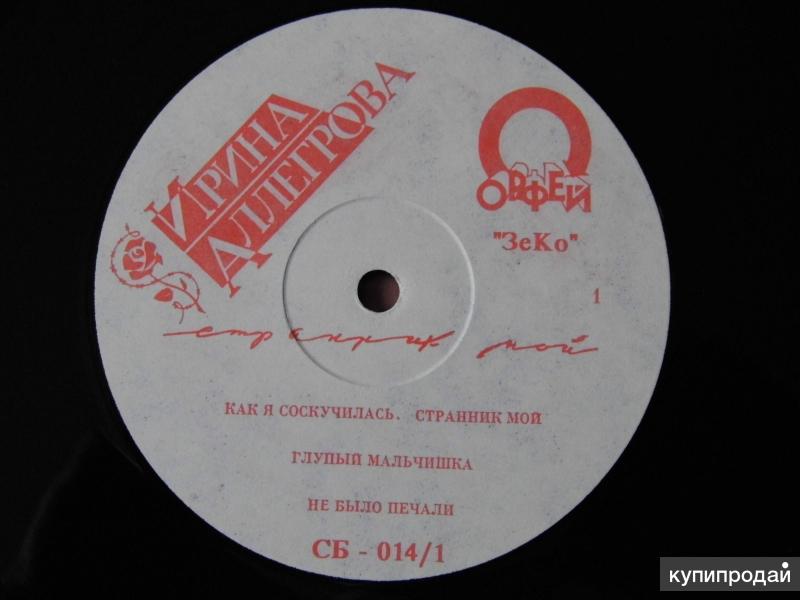 ИРИНА
АЛЛЕГРОВА
ОРФЕЙ
"ЗеКо"
1
странник мой
КАК Я СОСКУЧИЛАСЬ. СТРАННИК МОЙ
ГЛУПЫЙ МАЛЬЧИШКА
НЕ БЫЛО ПЕЧАЛИ
СБ - 014/1
купипродай